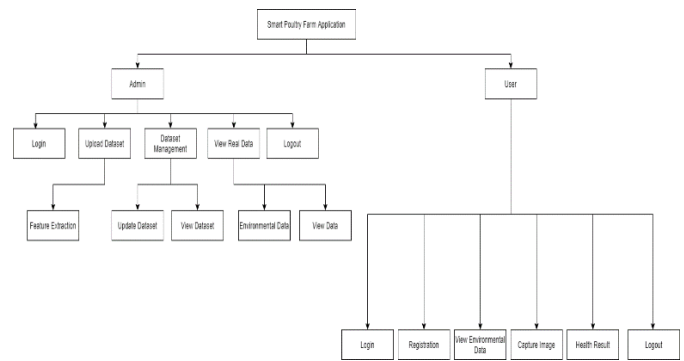 Smart Poultry Farm Application
Admin
User
Login
Upload Dataset
Dataset
Management
View Real Data
Logout
Feature Extraction
Update Dataset
View Dataset
Environmental Data
View Data
Login
Registration
View Environmental
Data
Capture Image
Health Result
Logout